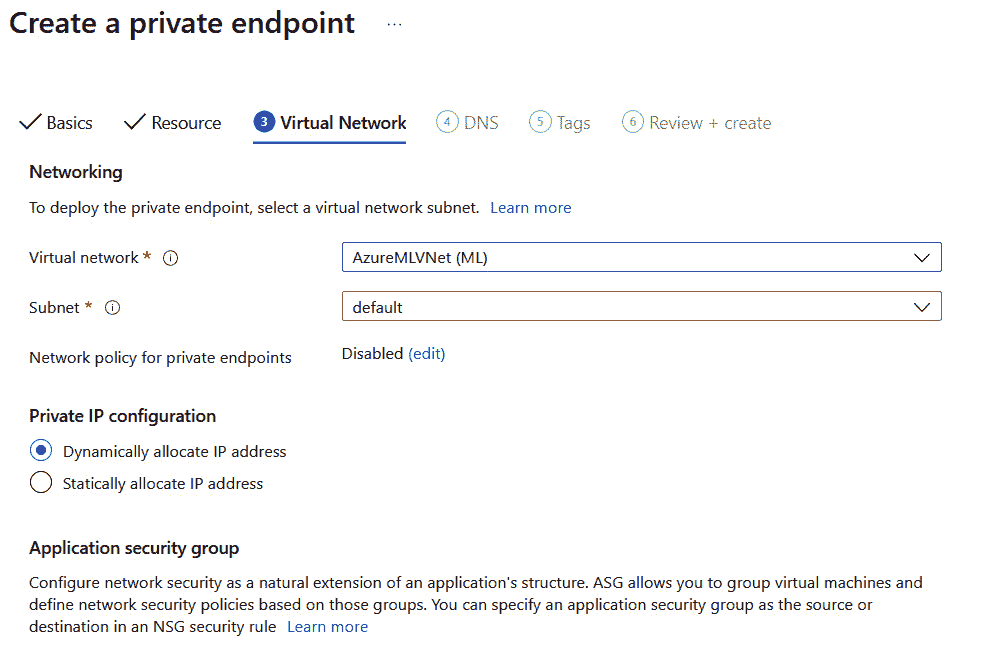 Create a private endpoint ...
Basics Resource 3 Virtual Network 4 DNS 5 Tags 6 Review + create
Networking
To deploy the private endpoint, select a virtual network subnet. Learn more
Virtual network * AzureMLVNet (ML)
Subnet * default
Network policy for private endpoints Disabled (edit)
Private IP configuration
Dynamically allocate IP address
Statically allocate IP address
Application security group
Configure network security as a natural extension of an application's structure. ASG allows you to group virtual machines and
define network security policies based on those groups. You can specify an application security group as the source or
destination in an NSG security rule Learn more